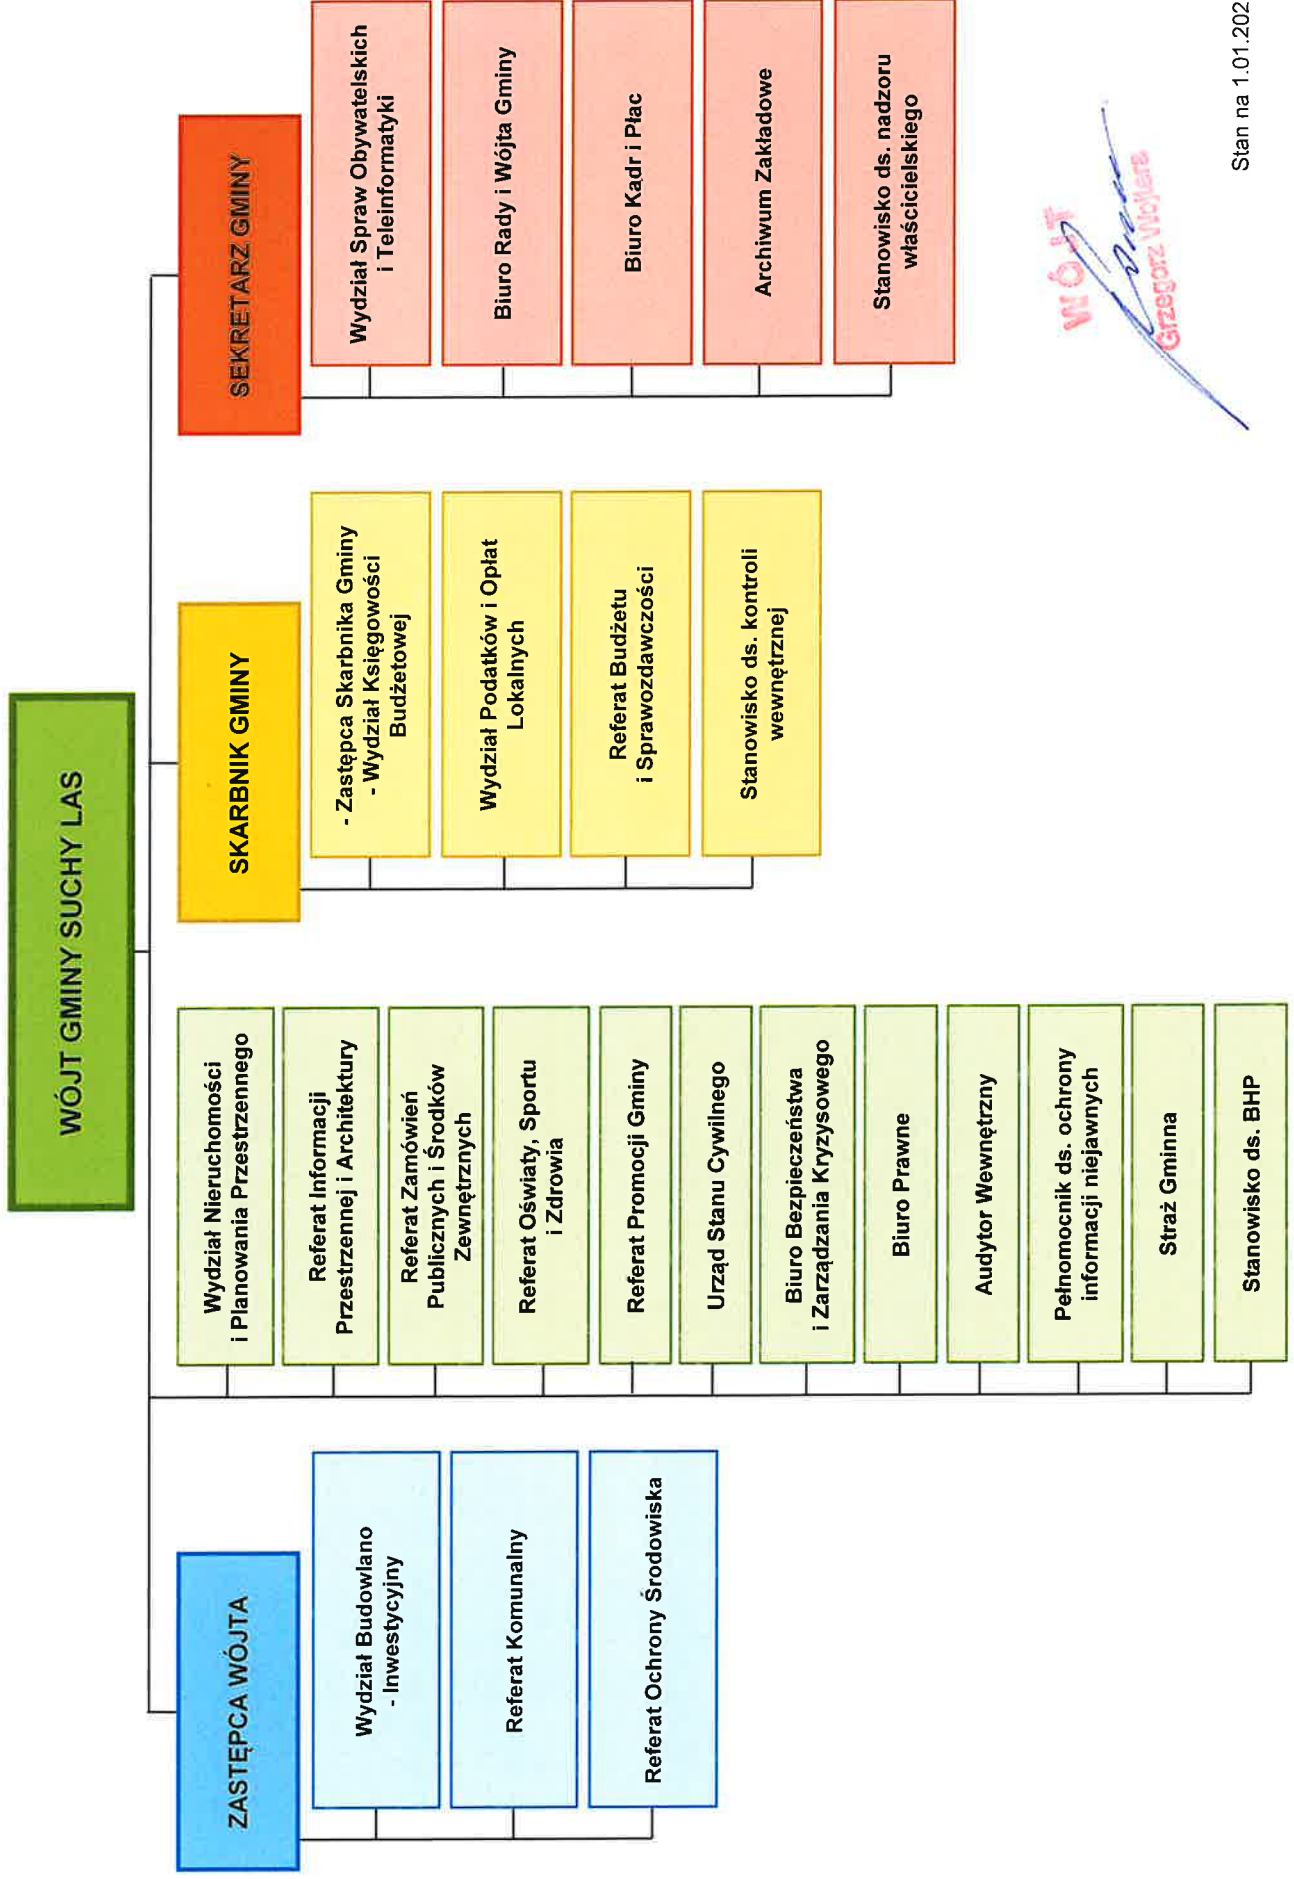 WÓJT GMINY SUCHY LAS
ZASTĘPCA WÓJTA
Wydział Budowlano
- Inwestycyjny
Referat Komunalny
Referat Ochrony Środowiska
Wydział Nieruchomości
i Planowania Przestrzennego
Referat Informacji
Przestrzennej i Architektury
Referat Zamówień
Publicznych i Środków
Zewnętrznych
Referat Oświaty, Sportu
i Zdrowia
Referat Promocji Gminy
Urząd Stanu Cywilnego
Biuro Bezpieczeństwa
i Zarządzania Kryzysowego
Biuro Prawne
Audytor Wewnętrzny
Pełnomocnik ds. ochrony
informacji niejawnych
Straż Gminna
Stanowisko ds. BHP
SKARBNIK GMINY
- Zastępca Skarbnika Gminy
- Wydział Księgowości
Budżetowej
Wydział Podatków i Opłat
Lokalnych
Referat Budżetu
i Sprawozdawczości
Stanowisko ds. kontroli
wewnętrznej
SEKRETARZ GMINY
Wydział Spraw Obywatelskich
i Teleinformatyki
Biuro Rady i Wójta Gminy
Biuro Kadr i Płac
Archiwum Zakładowe
Stanowisko ds. nadzoru
właścicielskiego
WÓJT
Grzegorz Wojtera
Stan na 1.01.202